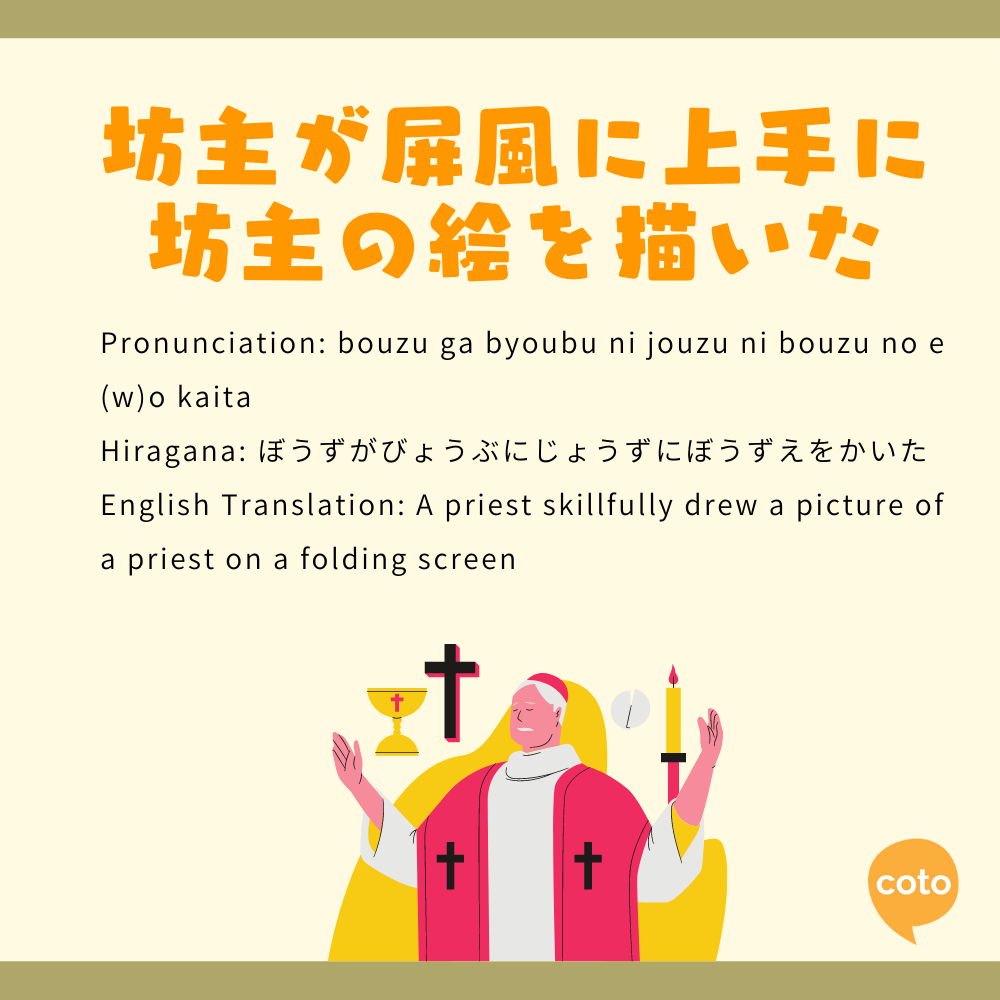 坊主が屏風に上手に
坊主の絵を描いた
Pronunciation: bouzu ga byoubu ni jouzu ni bouzu no e
(w)o kaita
Hiragana: ぼうずがびょうぶにじょうずにぼうずえをかいた
English Translation: A priest skillfully drew a picture of
a priest on a folding screen
coto